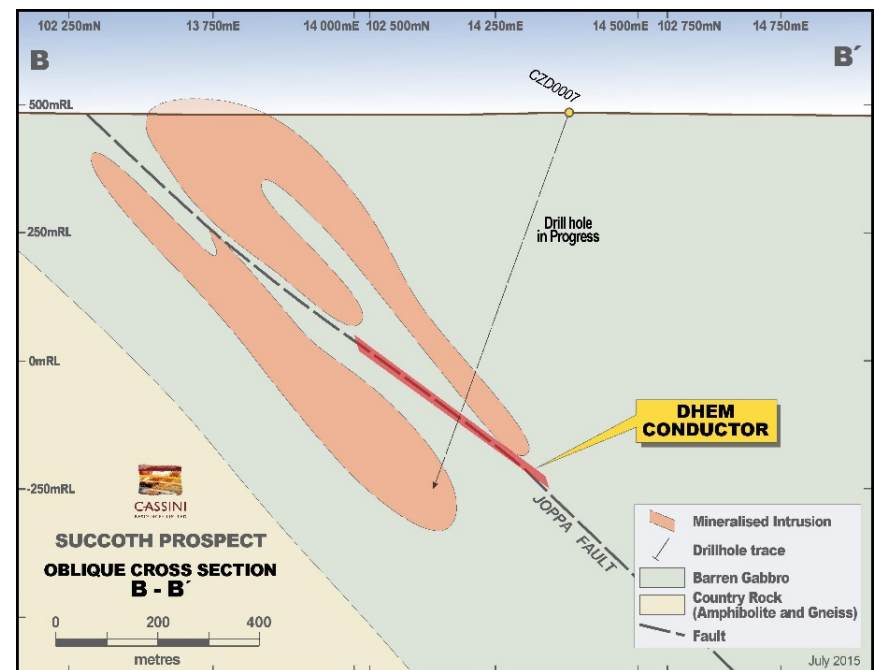 102 250mN 13 750mE 14 000mE 102 500mN 14 250mE 14 500mE 102 750mN 14 750mE
B B´
CZD0007
500mRL
Drill hole
in Progress
250mRL
0mRL
DHEM
CONDUCTOR
-250mRL
JOPPA FAULT
CASSINI
SUCCOTH PROSPECT
OBLIQUE CROSS SECTION
B - B´
0 200 400
metres
Mineralised Intrusion
Drillhole trace
Barren Gabbro
Country Rock
(Amphibolite and Gneiss)
Fault
July 2015